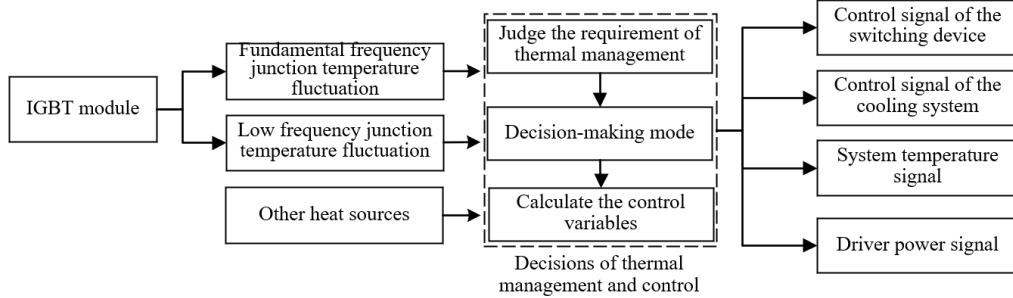 IGBT module
Fundamental frequency
junction temperature
fluctuation
Low frequency junction
temperature fluctuation
Other heat sources
Judge the requirement of
thermal management
Decision-making mode
Calculate the control
variables
Decisions of thermal
management and control
Control signal of the
switching device
Control signal of the
cooling system
System temperature
signal
Driver power signal